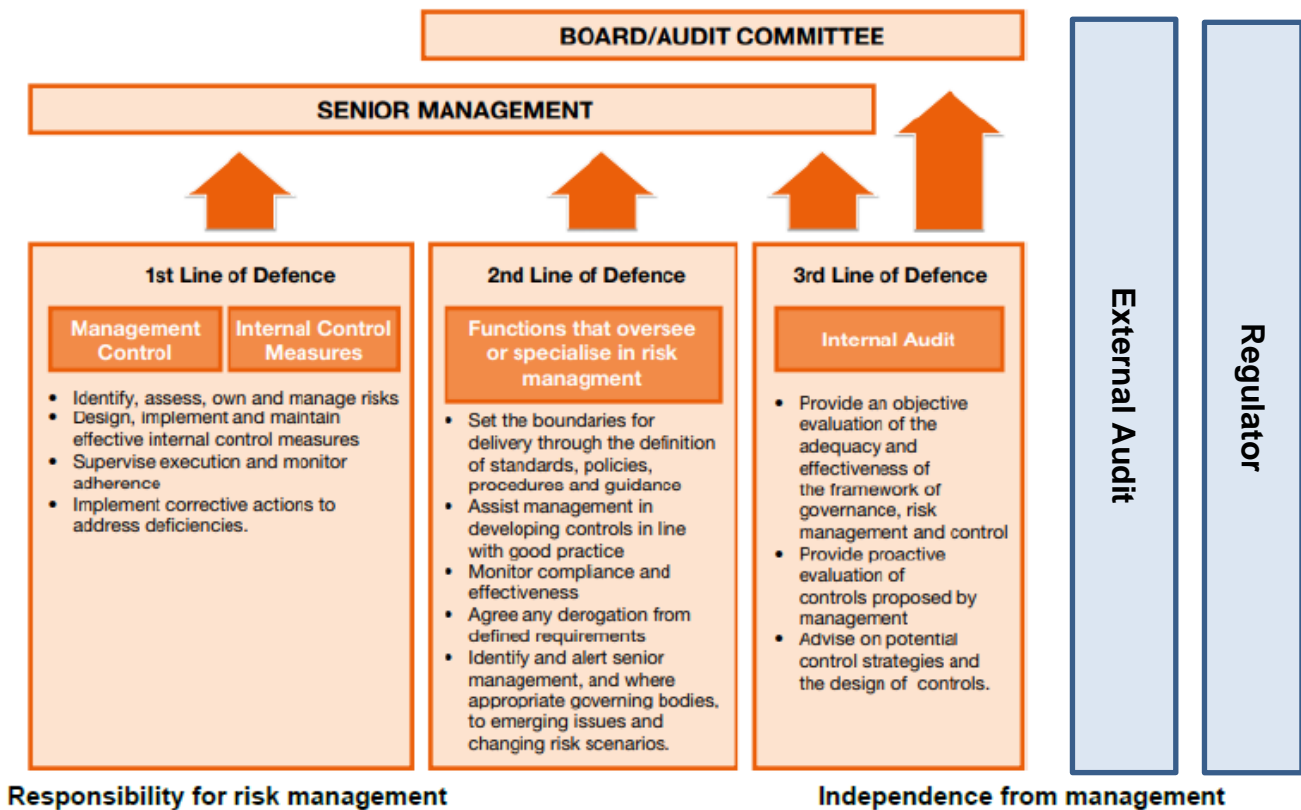 BOARD/AUDIT COMMITTEE
SENIOR MANAGEMENT
1st Line of Defence
Management
Control
Internal Control
Measures
• Identify, assess, own and manage risks
• Design, implement and maintain
effective internal control measures
• Supervise execution and monitor
adherence
• Implement corrective actions to
address deficiencies.
2nd Line of Defence
Functions that oversee
or specialise in risk
managment
• Set the boundaries for
delivery through the definition
of standards, policies,
procedures and guidance
• Assist management in
developing controls in line
with good practice
• Monitor compliance and
effectiveness
• Agree any derogation from
defined requirements
• Identify and alert senior
management, and where
appropriate governing bodies,
to emerging issues and
changing risk scenarios.
3rd Line of Defence
Internal Audit
• Provide an objective
evaluation of the
adequacy and
effectiveness of
the framework of
governance, risk
management and control
• Provide proactive
evaluation of
controls proposed by
management
• Advise on potential
control strategies and
the design of controls.
External Audit
Regulator
Responsibility for risk management
Independence from management